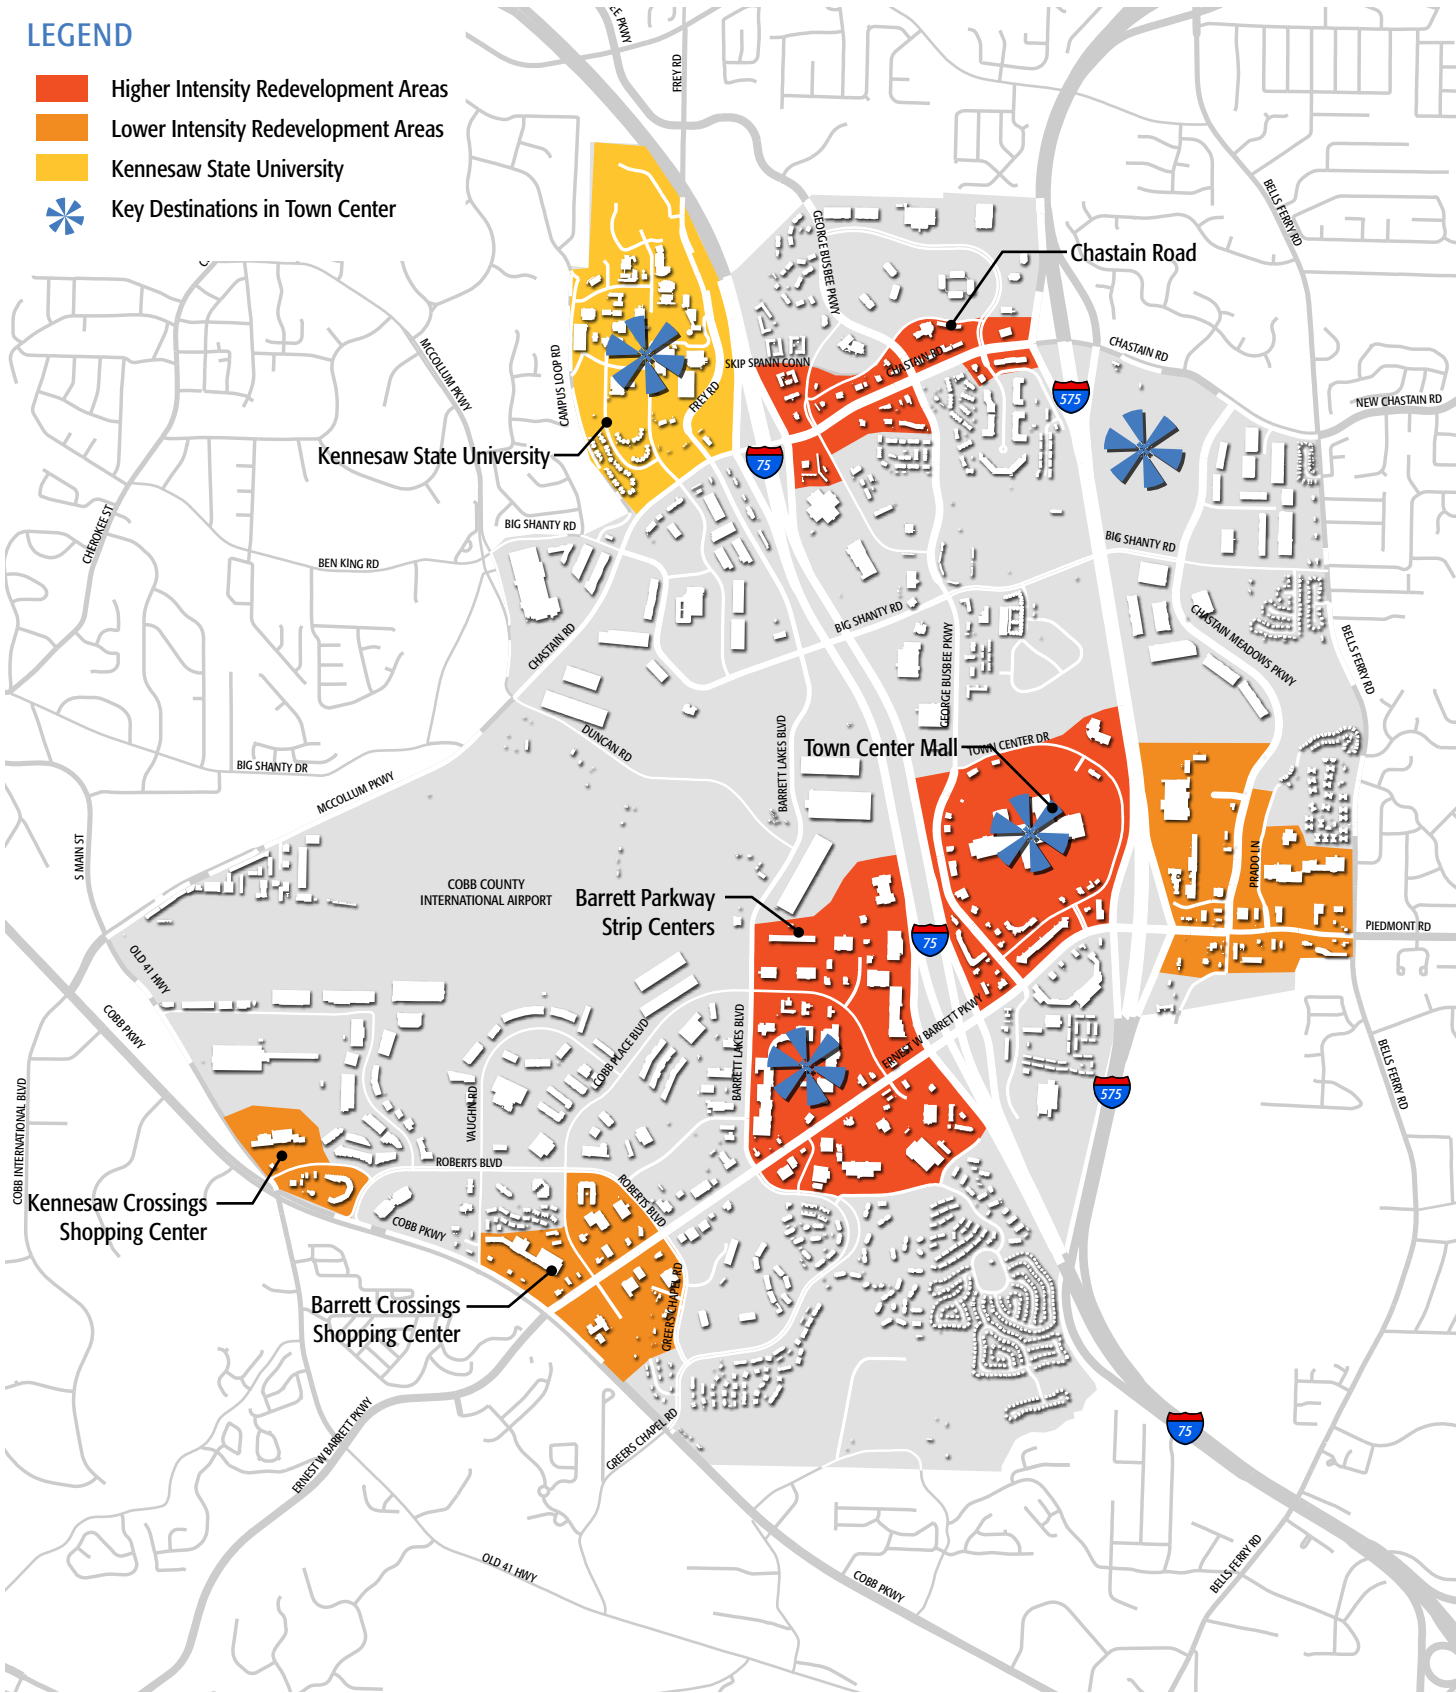 LEGEND
Higher Intensity Redevelopment Areas
Lower Intensity Redevelopment Areas
Kennesaw State University
Key Destinations in Town Center
FREY RD
BELLS FERRY RD
GEORGE BUSBEE PKWY
Chastain Road
MCCOLLUM PKWY
CAMPUS LOOP RD
SKIP SPANN CONN
CHASTAIN RD
CHASTAIN RD
FREY RD
575
NEW CHASTAIN RD
Kennesaw State University
75
CHEROKEE ST
BIG SHANTY RD
BEN KING RD
BIG SHANTY RD
BIG SHANTY RD
CHASTAIN RD
CHASTAIN MEADOWS PKWY
BELLS FERRY RD
GEORGE BUSBEE PKWY
DUNCAN RD
BARRETT LAKES BLVD
Town Center Mall
TOWN CENTER DR
BIG SHANTY DR
MCCOLLUM PKWY
S MAIN ST
PRADO LN
COBB COUNTY
INTERNATIONAL AIRPORT
Barrett Parkway
Strip Centers
75
PIEDMONT RD
OLD 41 HWY
COBB PKWY
COBB PLACE BLVD
BARRETT LAKES BLVD
ERNEST W BARRETT PKWY
BELLS FERRY RD
575
COBB INTERNATIONAL BLVD
VAUGHN RD
ROBERTS BLVD
ROBERTS BLVD
Kennesaw Crossings
Shopping Center
COBB PKWY
GREERS CHAPEL RD
Barrett Crossings
Shopping Center
ERNEST W BARRETT PKWY
GREERS CHAPEL RD
75
OLD 41 HWY
COBB PKWY
BELLS FERRY RD